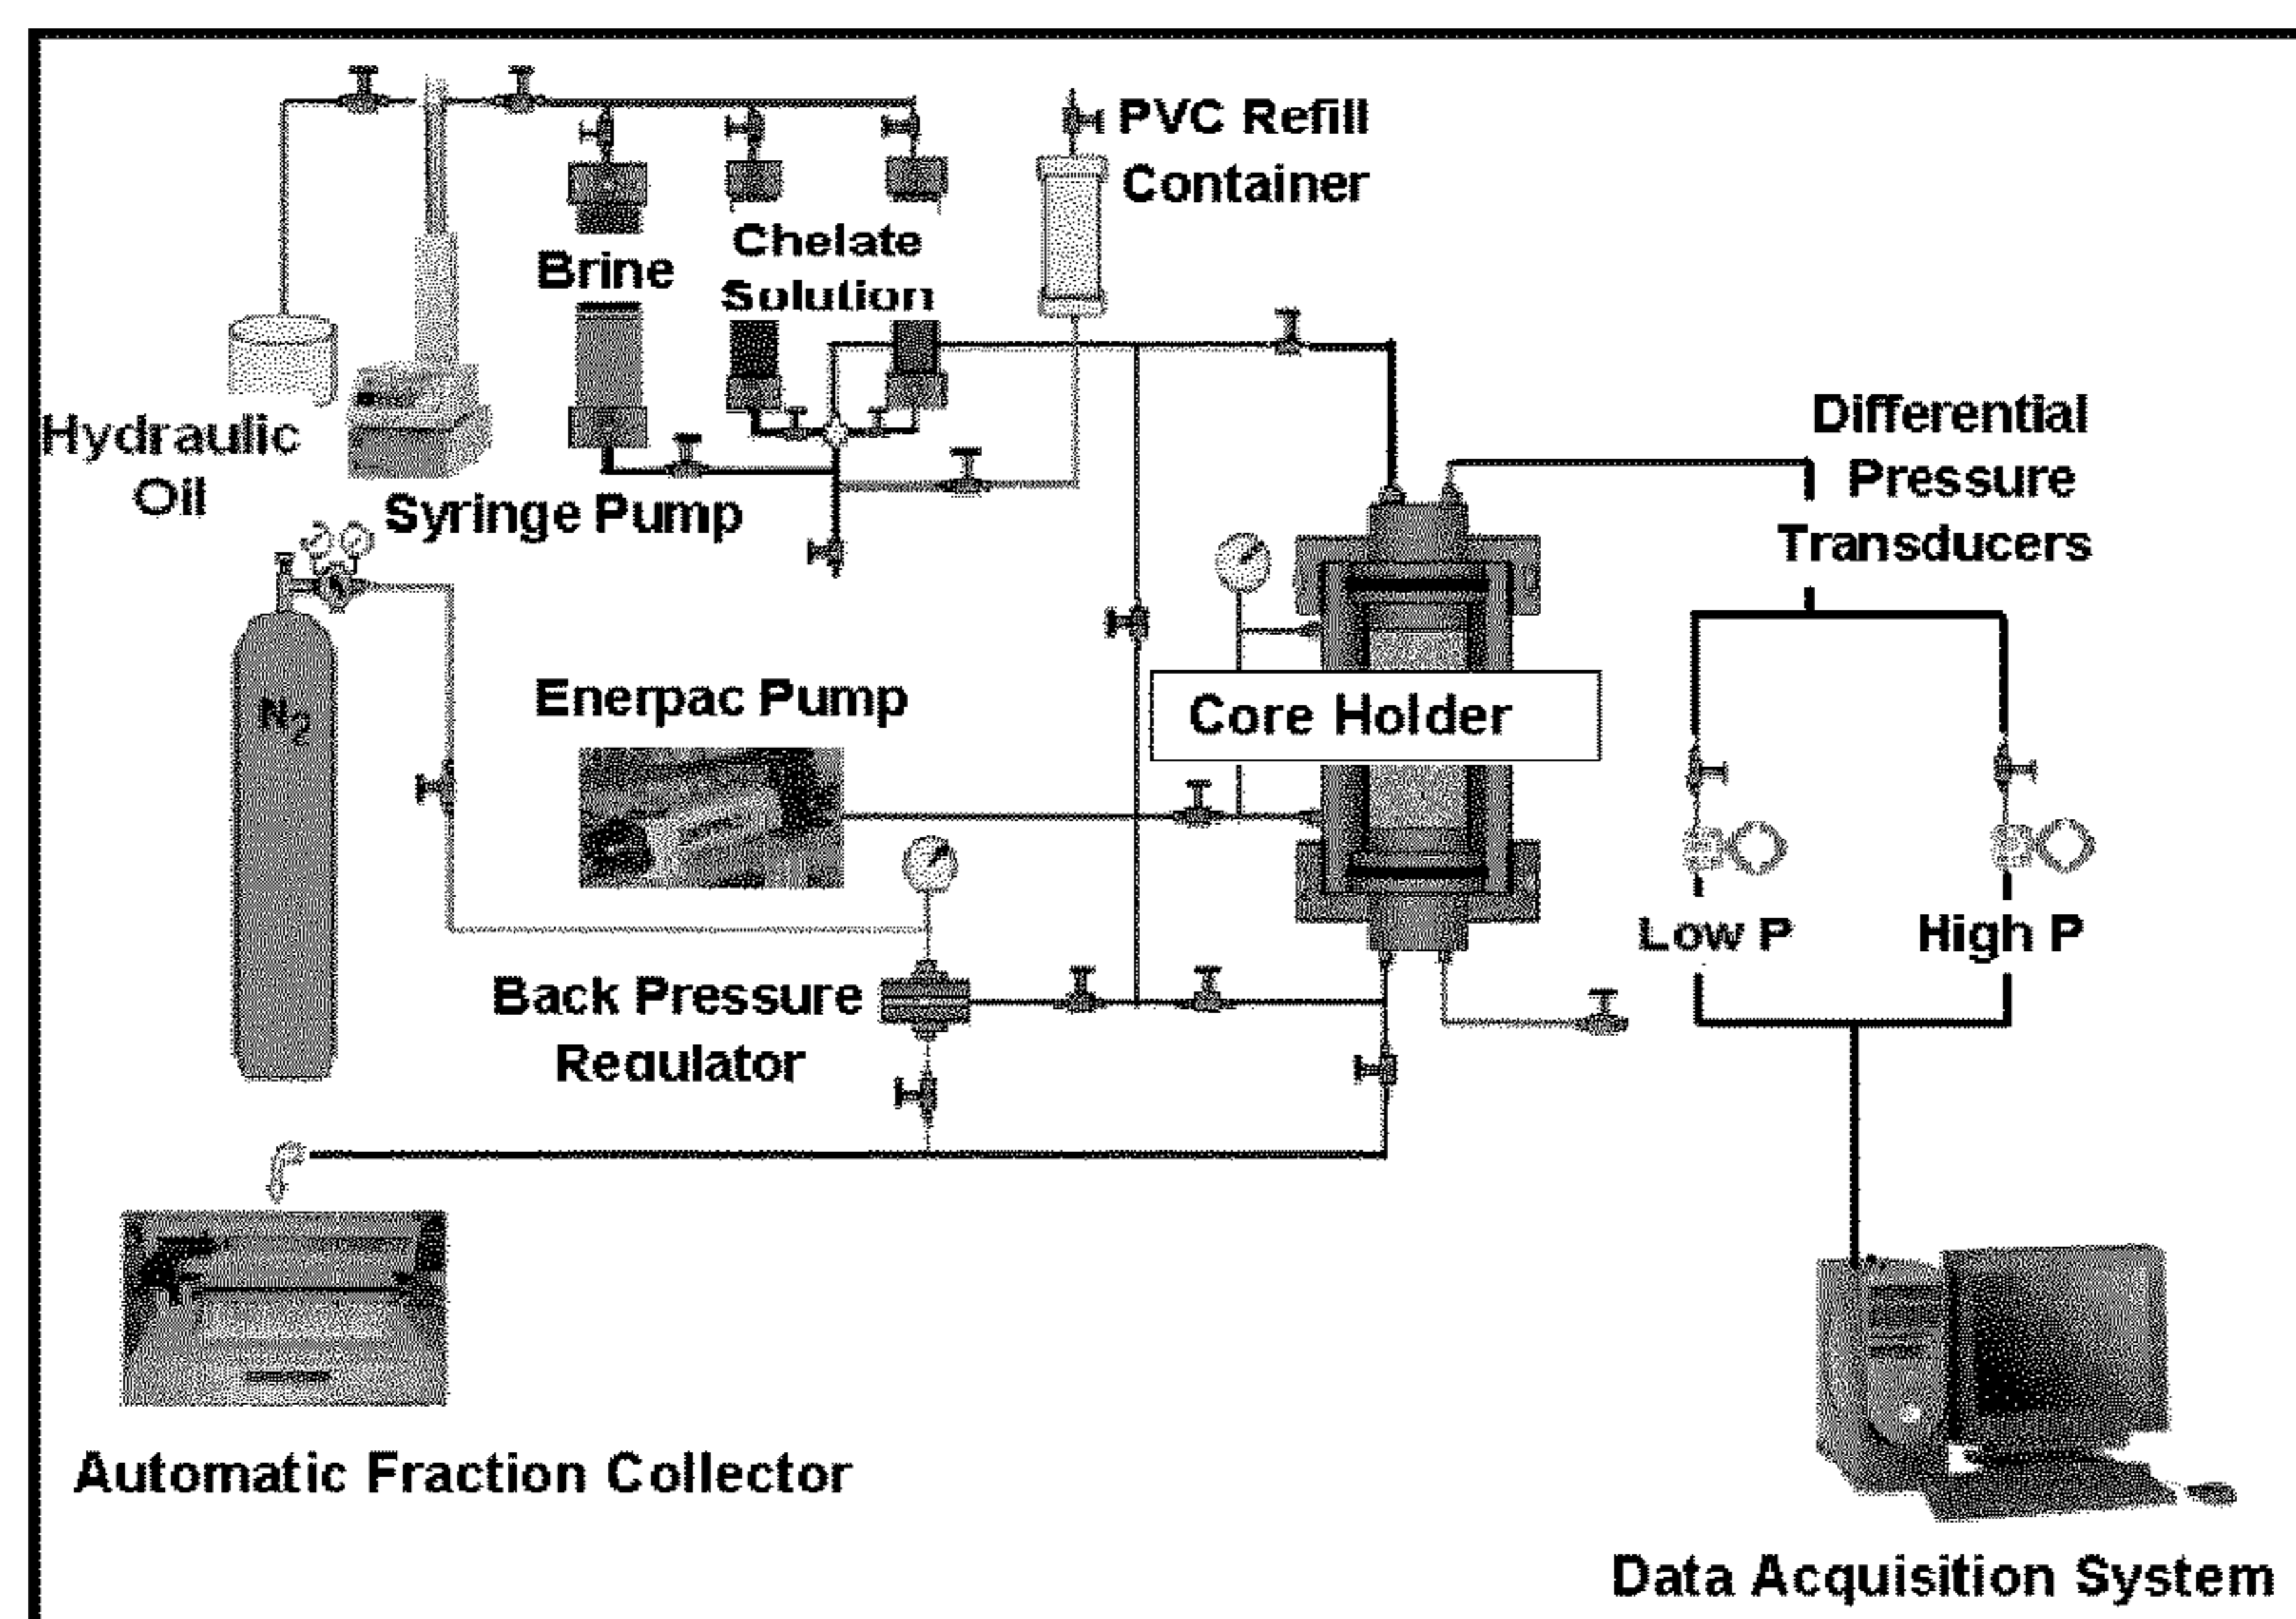 PVC Refill
Container
Chelate
Solution
Brine
Hydraulic
Oil
Syringe Pump
Differential
Pressure
Transducers
N2
Enerpac Pump
Core Holder
Low P
High P
Back Pressure
Regulator
Automatic Fraction Collector
Data Acquisition System